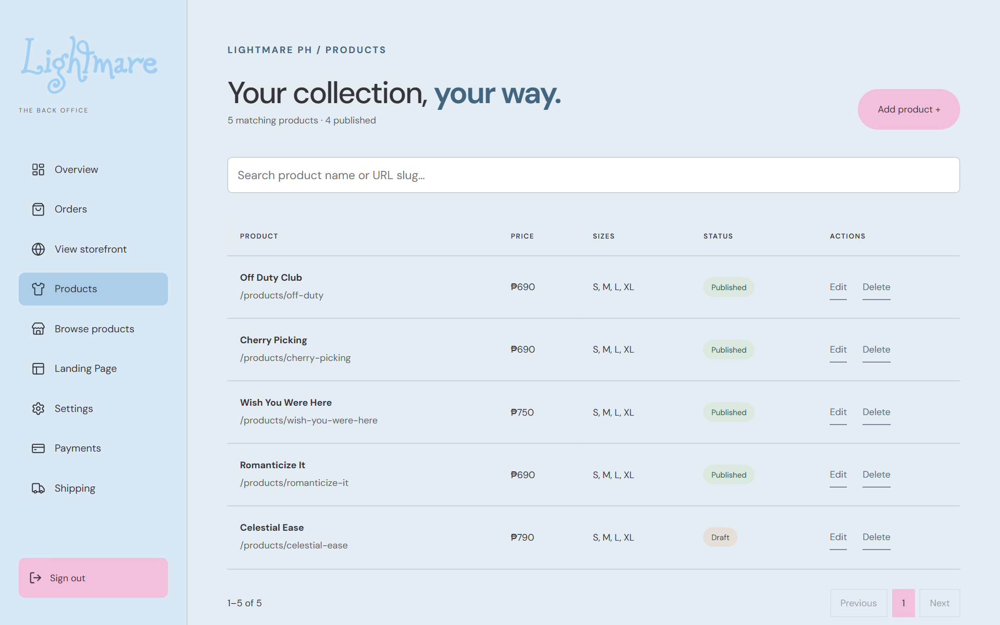 Lightmare
THE BACK OFFICE
Overview
Orders
View storefront
Products
Browse products
Landing Page
Settings
Payments
Shipping
Sign out
LIGHTMARE PH / PRODUCTS
Your collection, your way.
5 matching products · 4 published
Add product +
Search product name or URL slug...
PRODUCT PRICE SIZES STATUS ACTIONS
Off Duty Club
/products/off-duty
₱690 S, M, L, XL Published Edit Delete
Cherry Picking
/products/cherry-picking
₱690 S, M, L, XL Published Edit Delete
Wish You Were Here
/products/wish-you-were-here
₱750 S, M, L, XL Published Edit Delete
Romanticize It
/products/romanticize-it
₱690 S, M, L, XL Published Edit Delete
Celestial Ease
/products/celestial-ease
₱790 S, M, L, XL Draft Edit Delete
1–5 of 5
Previous 1 Next